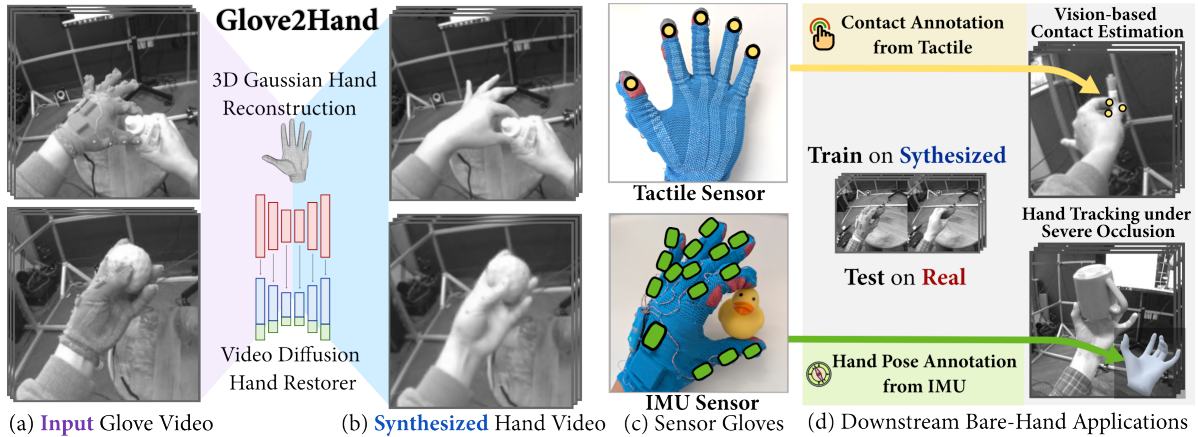 Glove2Hand
3D Gaussian Hand
Reconstruction
Video Diffusion
Hand Restorer
(a) Input Glove Video
(b) Synthesized Hand Video
Tactile Sensor
IMU Sensor
(c) Sensor Gloves
Contact Annotation
from Tactile
Vision-based
Contact Estimation
Train on Sythesized
Test on Real
Hand Tracking under
Severe Occlusion
Hand Pose Annotation
from IMU
(d) Downstream Bare-Hand Applications